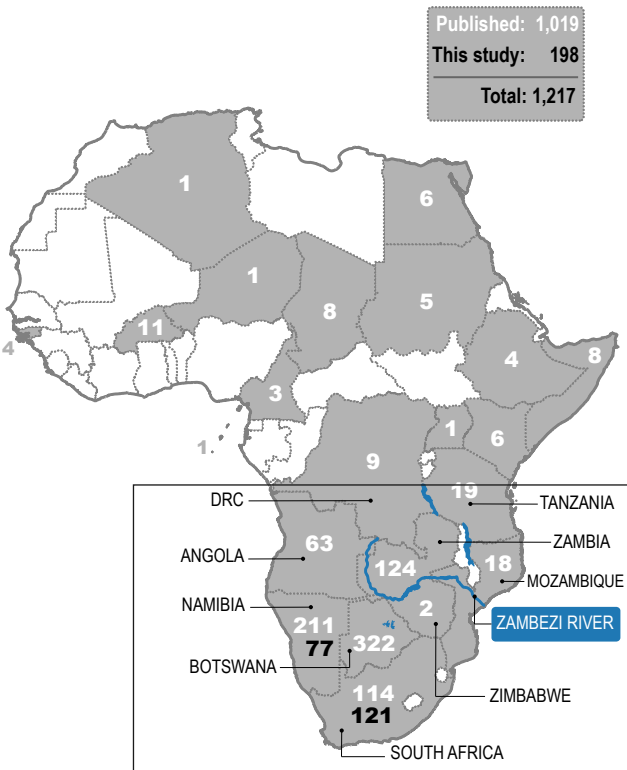 Published: 1,019
This study: 198
Total: 1,217
1
6
1
8
5
11
4
4
8
3
1
1
6
9
19
DRC
TANZANIA
63
ZAMBIA
ANGOLA
124
18
MOZAMBIQUE
NAMIBIA
2
211
ZAMBEZI RIVER
77
322
BOTSWANA
114
ZIMBABWE
121
SOUTH AFRICA